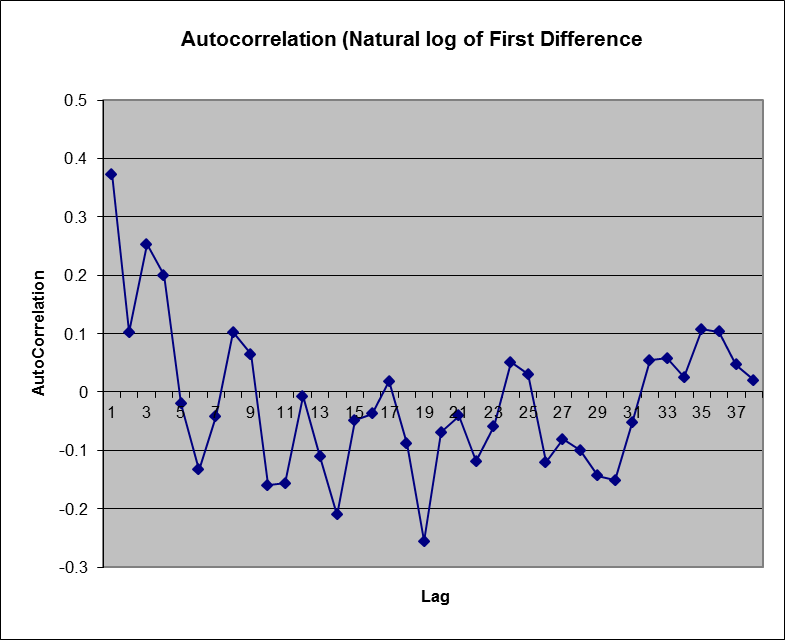 Autocorrelation (Natural log of First Difference
0.5
0.4
0.3
0.2
0.1
0
-0.1
-0.2
-0.3
AutoCorrelation
1 3 5 7 9 11 13 15 17 19 21 23 25 27 29 31 33 35 37
Lag